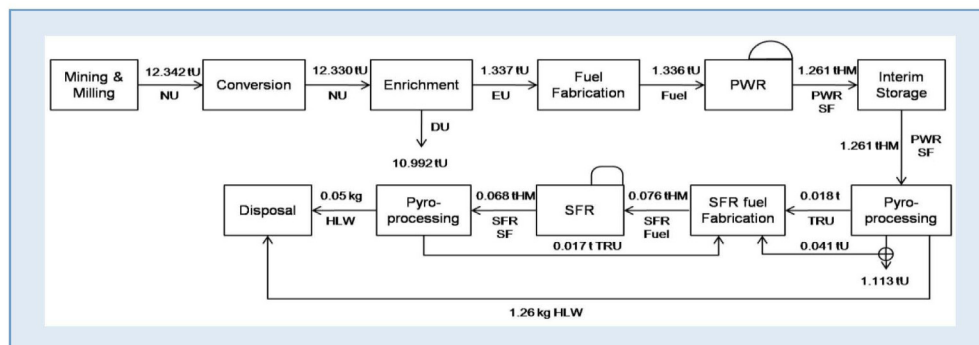 Mining &
Milling
12.342 tU
NU
Conversion
12.330 tU
NU
Enrichment
DU
10.992 tU
1.337 tU
EU
Fuel
Fabrication
1.336 tU
Fuel
PWR
1.261 tHM
PWR
SF
Interim
Storage
1.261 tHM
PWR
SF
Disposal
0.05 kg
HLW
Pyro-
processing
0.068 tHM
SFR
SF
SFR
0.076 tHM
SFR
Fuel
SFR fuel
Fabrication
0.018 t
TRU
Pyro-
processing
0.017 t TRU
0.041 tU
1.113 tU
1.26 kg HLW